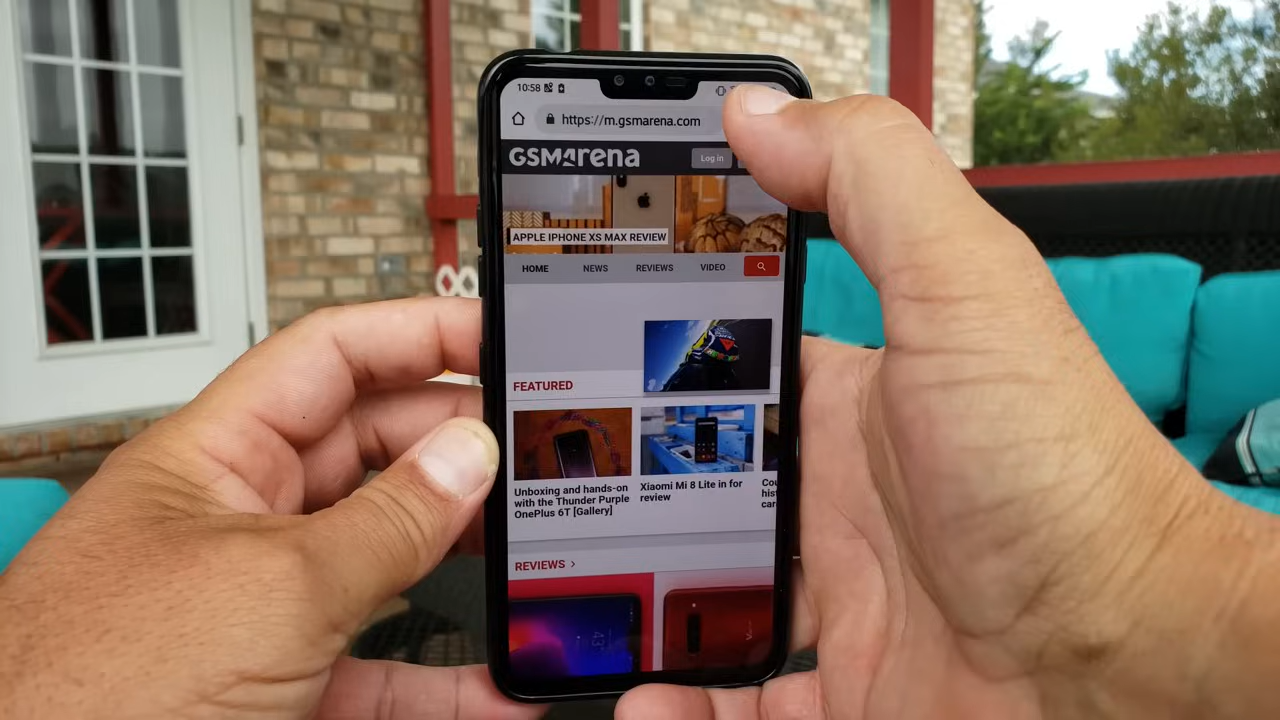 10:58
https://m.gsmarena.com
GSMArena
Log in
APPLE IPHONE XS MAX REVIEW
HOME NEWS REVIEWS VIDEO
FEATURED
Unboxing and hands-on
with the Thunder Purple
OnePlus 6T [Gallery]
Xiaomi Mi 8 Lite in for
review
REVIEWS